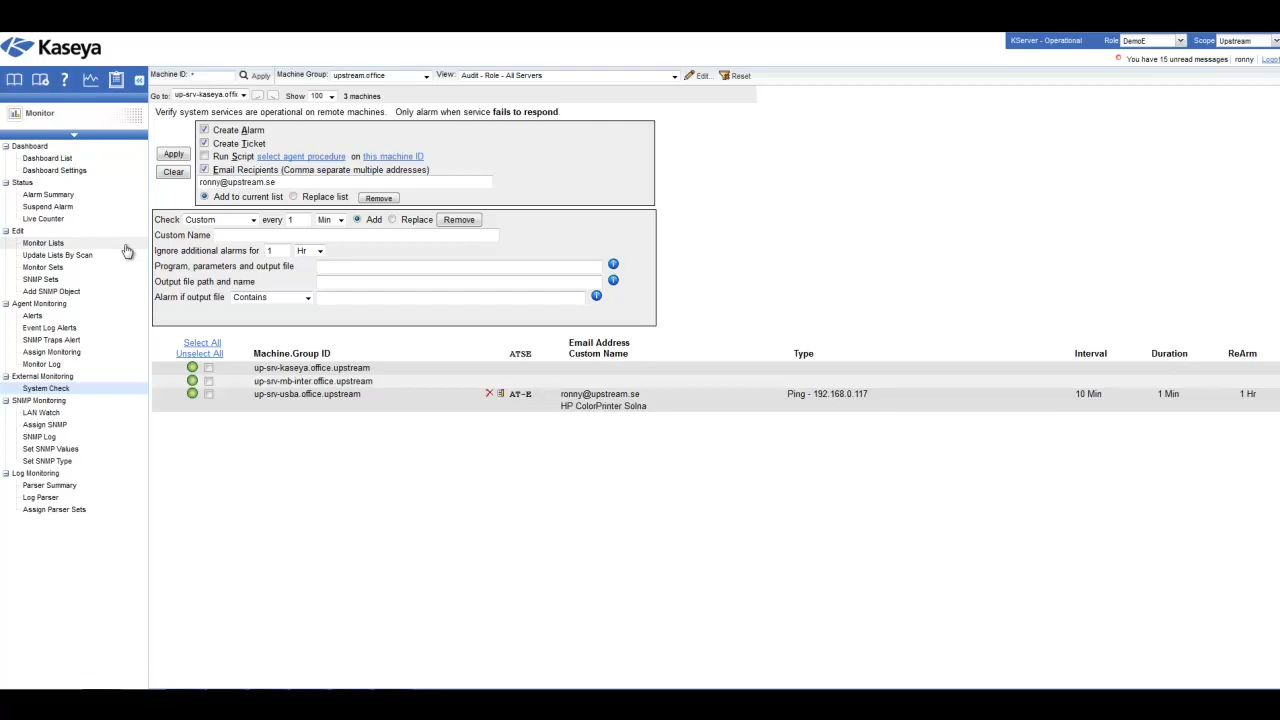 Kaseya
KServer - Operational Role DemoE Scope Upstream
You have 15 unread messages | ronny |
Machine ID: * Apply Machine Group: upstream.office View: Audit - Role - All Servers Edit... Reset
Go to: up-srv-kaseya.offic Show 100 3 machines
Monitor
Dashboard
Dashboard List
Dashboard Settings
Status
Alarm Summary
Suspend Alarm
Live Counter
Edit
Monitor Lists
Update Lists By Scan
Monitor Sets
SNMP Sets
Add SNMP Object
Agent Monitoring
Alerts
Event Log Alerts
SNMP Traps Alert
Assign Monitoring
Monitor Log
External Monitoring
System Check
SNMP Monitoring
LAN Watch
Assign SNMP
SNMP Log
Set SNMP Values
Set SNMP Type
Log Monitoring
Parser Summary
Log Parser
Assign Parser Sets
Verify system services are operational on remote machines. Only alarm when service fails to respond.
Apply
Clear
Create Alarm
Create Ticket
Run Script select agent procedure on this machine ID
Email Recipients (Comma separate multiple addresses)
ronny@upstream.se
Add to current list Replace list Remove
Check Custom every 1 Min Add Replace Remove
Custom Name
Ignore additional alarms for 1 Hr
Program, parameters and output file
Output file path and name
Alarm if output file Contains
Select All
Unselect All
Machine.Group ID ATSE Email Address
Custom Name Type Interval Duration ReArm
up-srv-kaseya.office.upstream
up-srv-mb-inter.office.upstream
up-srv-usba.office.upstream AT-E ronny@upstream.se Ping - 192.168.0.117 10 Min 1 Min 1 Hr
HP ColorPrinter Solna